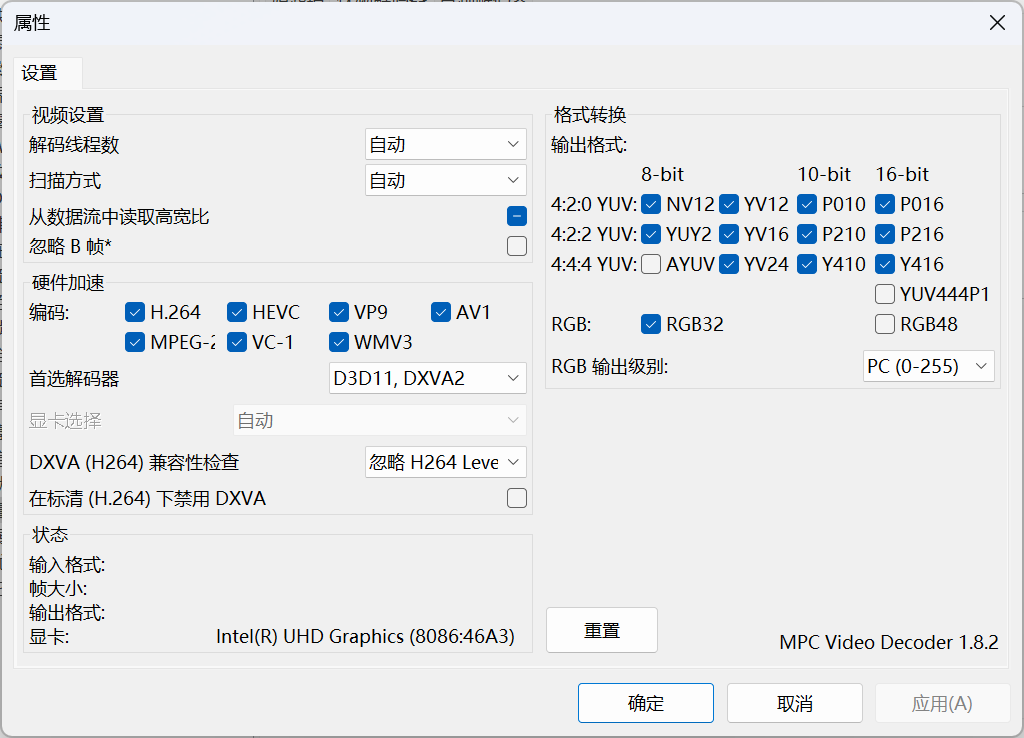 属性
设置
视频设置
解码线程数 自动
扫描方式 自动
从数据流中读取高宽比
忽略 B 帧*
硬件加速
编码: H.264 HEVC VP9 AV1
MPEG-2 VC-1 WMV3
首选解码器 D3D11, DXVA2
显卡选择 自动
DXVA (H264) 兼容性检查 忽略 H264 Leve
在标清 (H.264) 下禁用 DXVA
状态
输入格式:
帧大小:
输出格式:
显卡: Intel(R) UHD Graphics (8086:46A3)
格式转换
输出格式:
8-bit 10-bit 16-bit
4:2:0 YUV: NV12 YV12 P010 P016
4:2:2 YUV: YUY2 YV16 P210 P216
4:4:4 YUV: AYUV YV24 Y410 Y416
YUV444P1
RGB: RGB32 RGB48
RGB 输出级别: PC (0-255)
重置
MPC Video Decoder 1.8.2
确定 取消 应用(A)